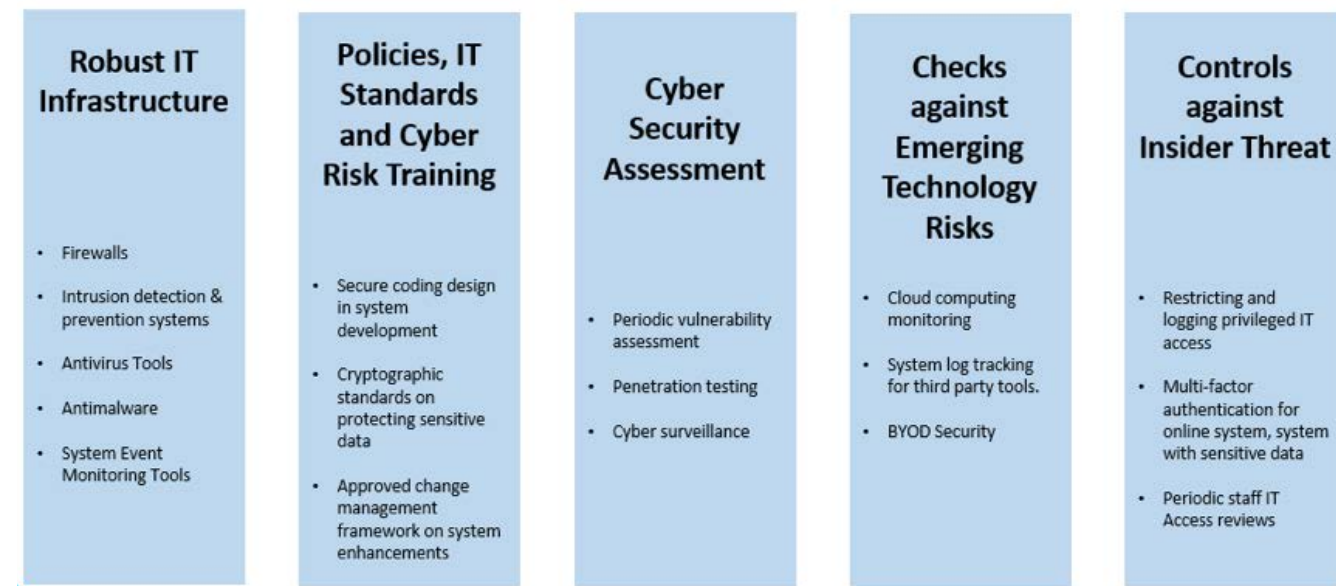 Robust IT
Infrastructure
• Firewalls
• Intrusion detection &
prevention systems
• Antivirus Tools
• Antimalware
• System Event
Monitoring Tools
Policies, IT
Standards
and Cyber
Risk Training
• Secure coding design
in system
development
• Cryptographic
standards on
protecting sensitive
data
• Approved change
management
framework on system
enhancements
Cyber
Security
Assessment
• Periodic vulnerability
assessment
• Penetration testing
• Cyber surveillance
Checks
against
Emerging
Technology
Risks
• Cloud computing
monitoring
• System log tracking
for third party tools.
• BYOD Security
Controls
against
Insider Threat
• Restricting and
logging privileged IT
access
• Multi-factor
authentication for
online system, system
with sensitive data
• Periodic staff IT
Access reviews